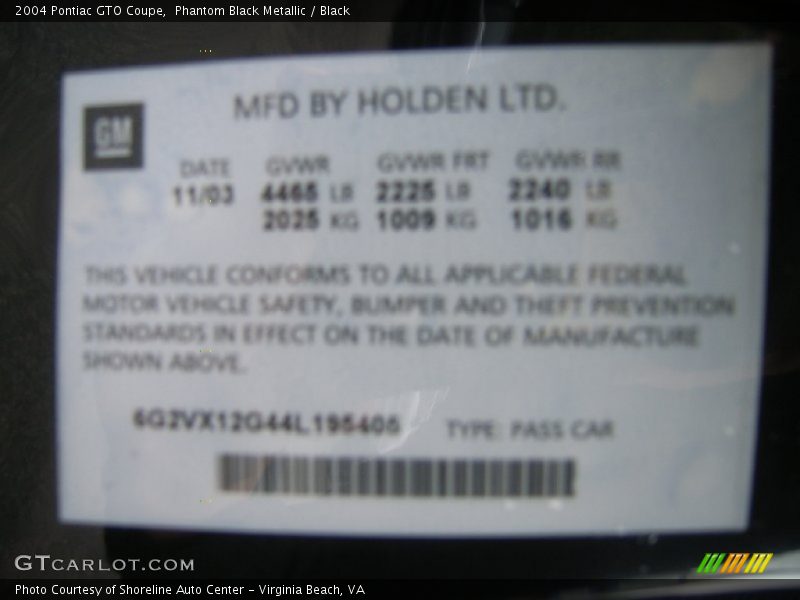 2004 Pontiac GTO Coupe,  Phantom Black Metallic / Black
MFD BY HOLDEN LTD.
GM
DATE GVWR GVWR FRT GVWR RR
11/03 4465 LB 2225 LB 2240 LB
2025 KG 1009 KG 1016 KG
THIS VEHICLE CONFORMS TO ALL APPLICABLE FEDERAL
MOTOR VEHICLE SAFETY, BUMPER AND THEFT PREVENTION
STANDARDS IN EFFECT ON THE DATE OF MANUFACTURE
SHOWN ABOVE.
6G2VX12G44L195405 TYPE: PASS CAR
GTCARLOT.COM
Photo Courtesy of Shoreline Auto Center - Virginia Beach, VA